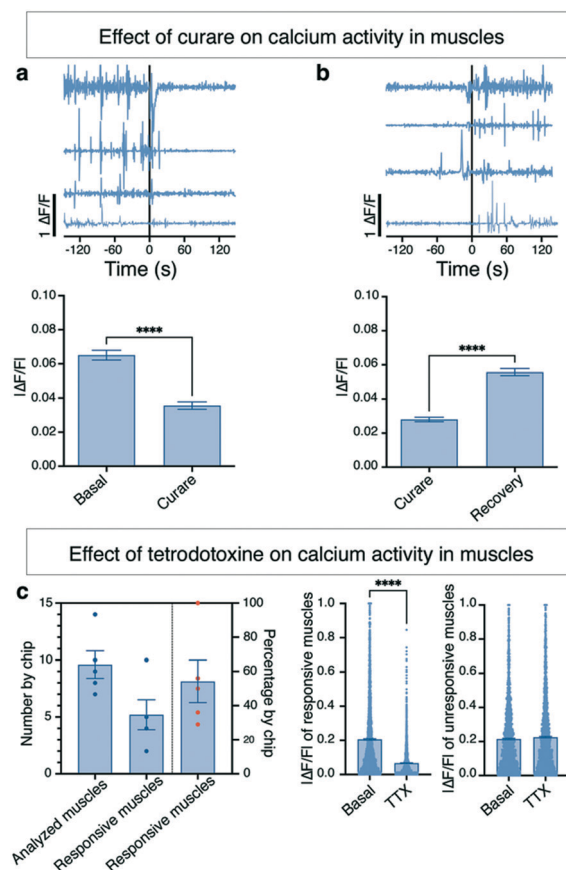 Effect of curare on calcium activity in muscles
a
b
1 ΔF/F
-120 -60 0 60 120
Time (s)
1 ΔF/F
-120 -60 0 60 120
Time (s)
0.10
0.08
0.06
0.04
0.02
0.00
|ΔF/F|
****
Basal
Curare
0.10
0.08
0.06
0.04
0.02
0.00
|ΔF/F|
****
Curare
Recovery
Effect of tetrodotoxine on calcium activity in muscles
c
15
10
5
0
Number by chip
100
80
60
40
20
0
Percentage by chip
Analyzed muscles
Responsive muscles
Responsive muscles
|ΔF/F| of responsive muscles
1.0
0.8
0.6
0.4
0.2
0.0
****
Basal
TTX
|ΔF/F| of unresponsive muscles
1.0
0.8
0.6
0.4
0.2
0.0
Basal
TTX